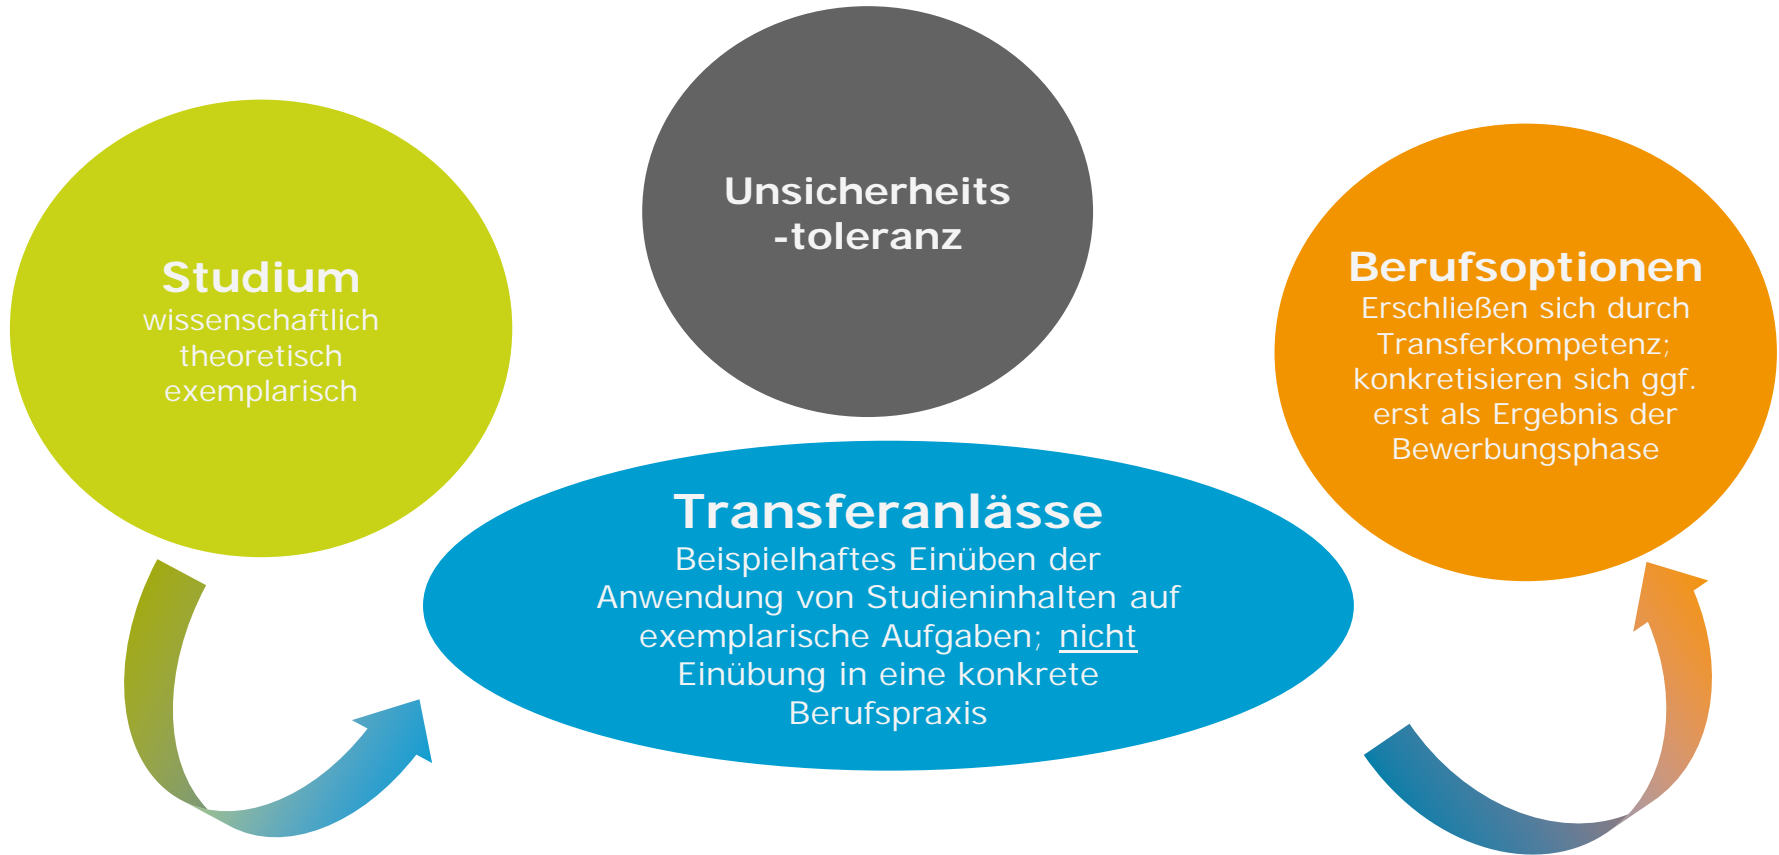 Studium
wissenschaftlich
theoretisch
exemplarisch
Unsicherheits
-toleranz
Transferanlässe
Beispielhaftes Einüben der
Anwendung von Studieninhalten auf
exemplarische Aufgaben; nicht
Einübung in eine konkrete
Berufspraxis
Berufsoptionen
Erschließen sich durch
Transferkompetenz;
konkretisieren sich ggf.
erst als Ergebnis der
Bewerbungsphase